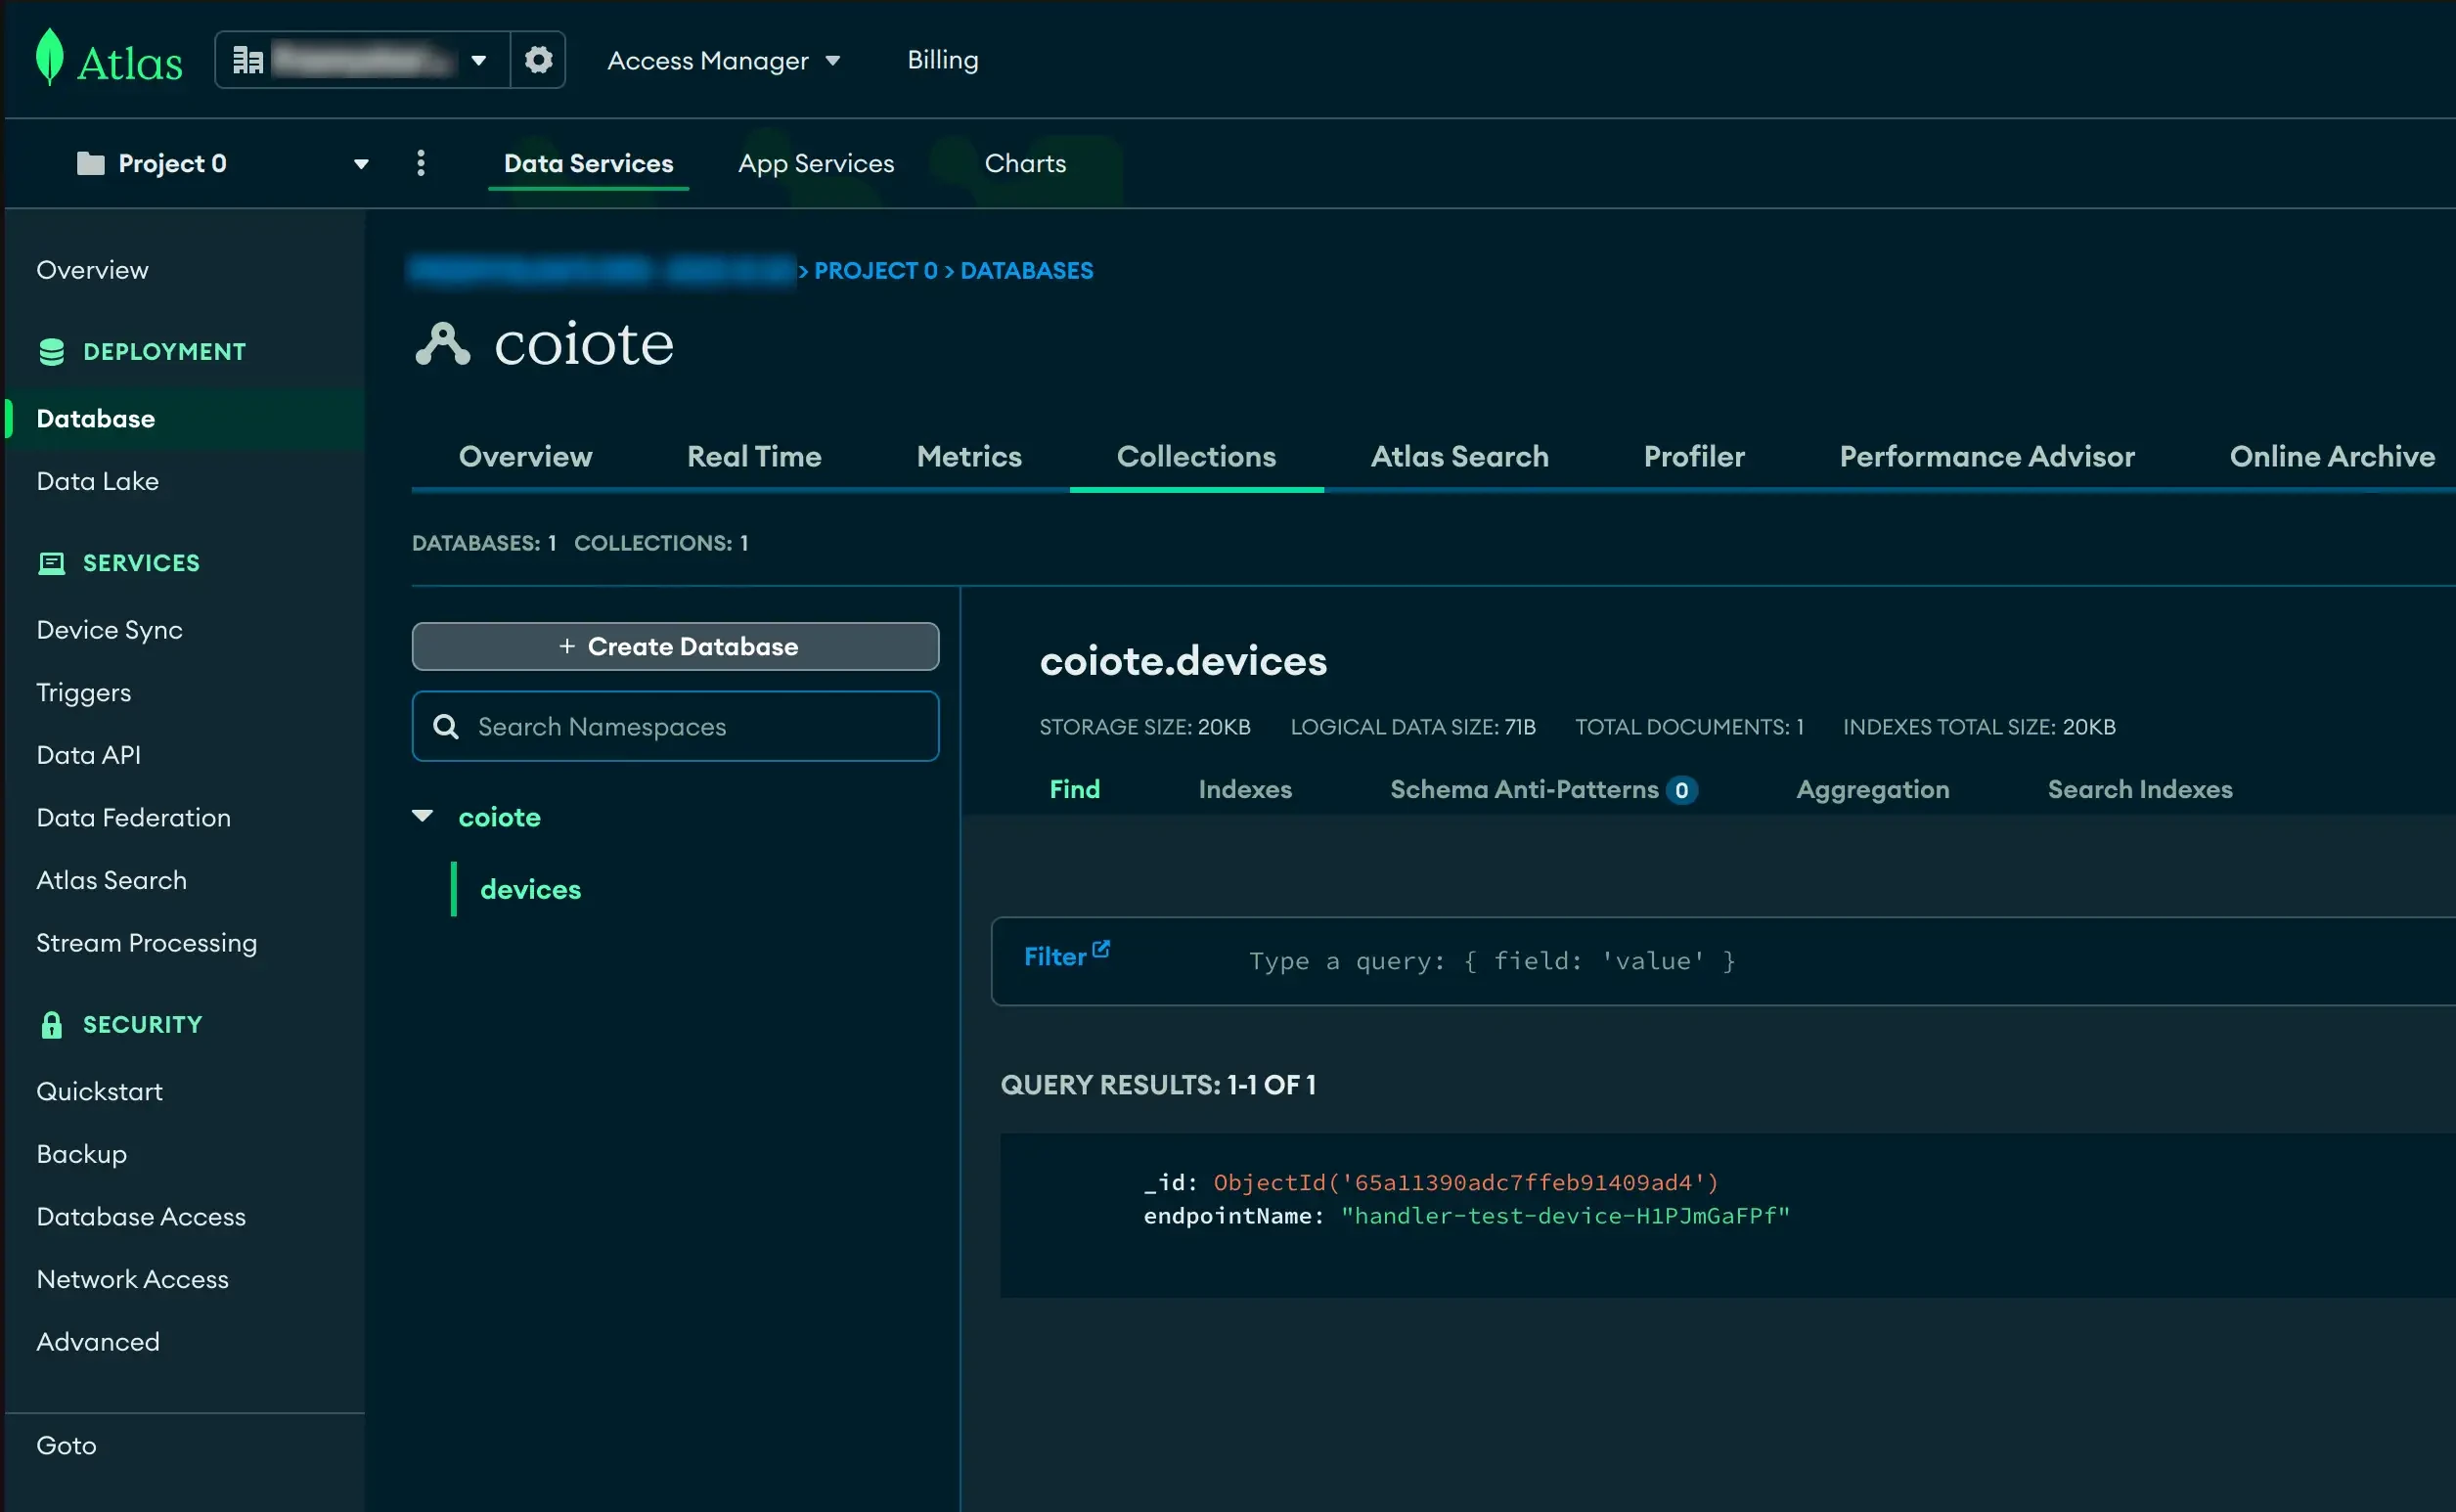 Atlas
Access Manager
Billing
Project 0
Data Services
App Services
Charts
Overview
DEPLOYMENT
Database
Data Lake
SERVICES
Device Sync
Triggers
Data API
Data Federation
Atlas Search
Stream Processing
SECURITY
Quickstart
Backup
Database Access
Network Access
Advanced
Goto
> PROJECT 0 > DATABASES
coiote
Overview
Real Time
Metrics
Collections
Atlas Search
Profiler
Performance Advisor
Online Archive
DATABASES: 1 COLLECTIONS: 1
+ Create Database
Search Namespaces
coiote
devices
coiote.devices
STORAGE SIZE: 20KB LOGICAL DATA SIZE: 71B TOTAL DOCUMENTS: 1 INDEXES TOTAL SIZE: 20KB
Find
Indexes
Schema Anti-Patterns 0
Aggregation
Search Indexes
Filter
Type a query: { field: 'value' }
QUERY RESULTS: 1-1 OF 1
_id: ObjectId('65a11390adc7ffeb91409ad4')
endpointName: "handler-test-device-H1PJmGaFPf"